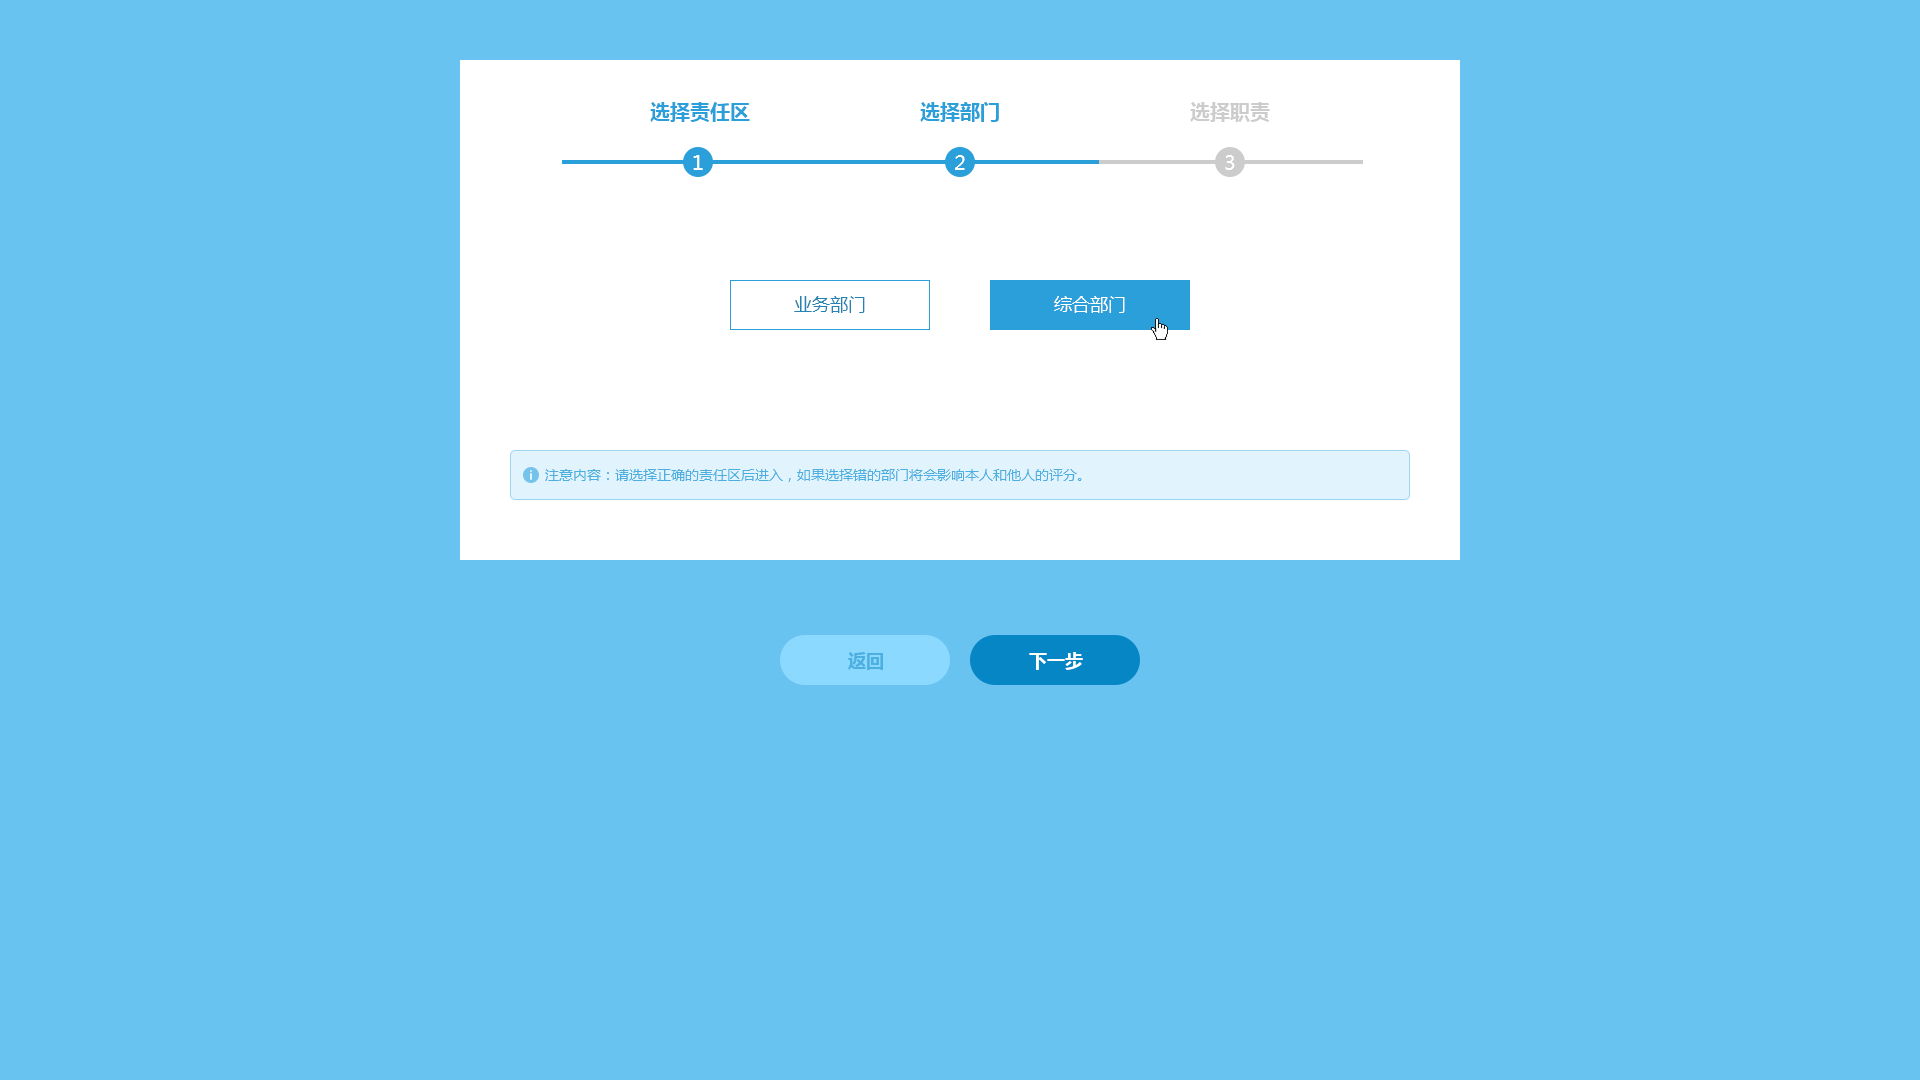 选择责任区
选择部门
选择职责
1
2
3
业务部门
综合部门
注意内容：请选择正确的责任区后进入，如果选择错的部门将会影响本人和他人的评分。
返回
下一步